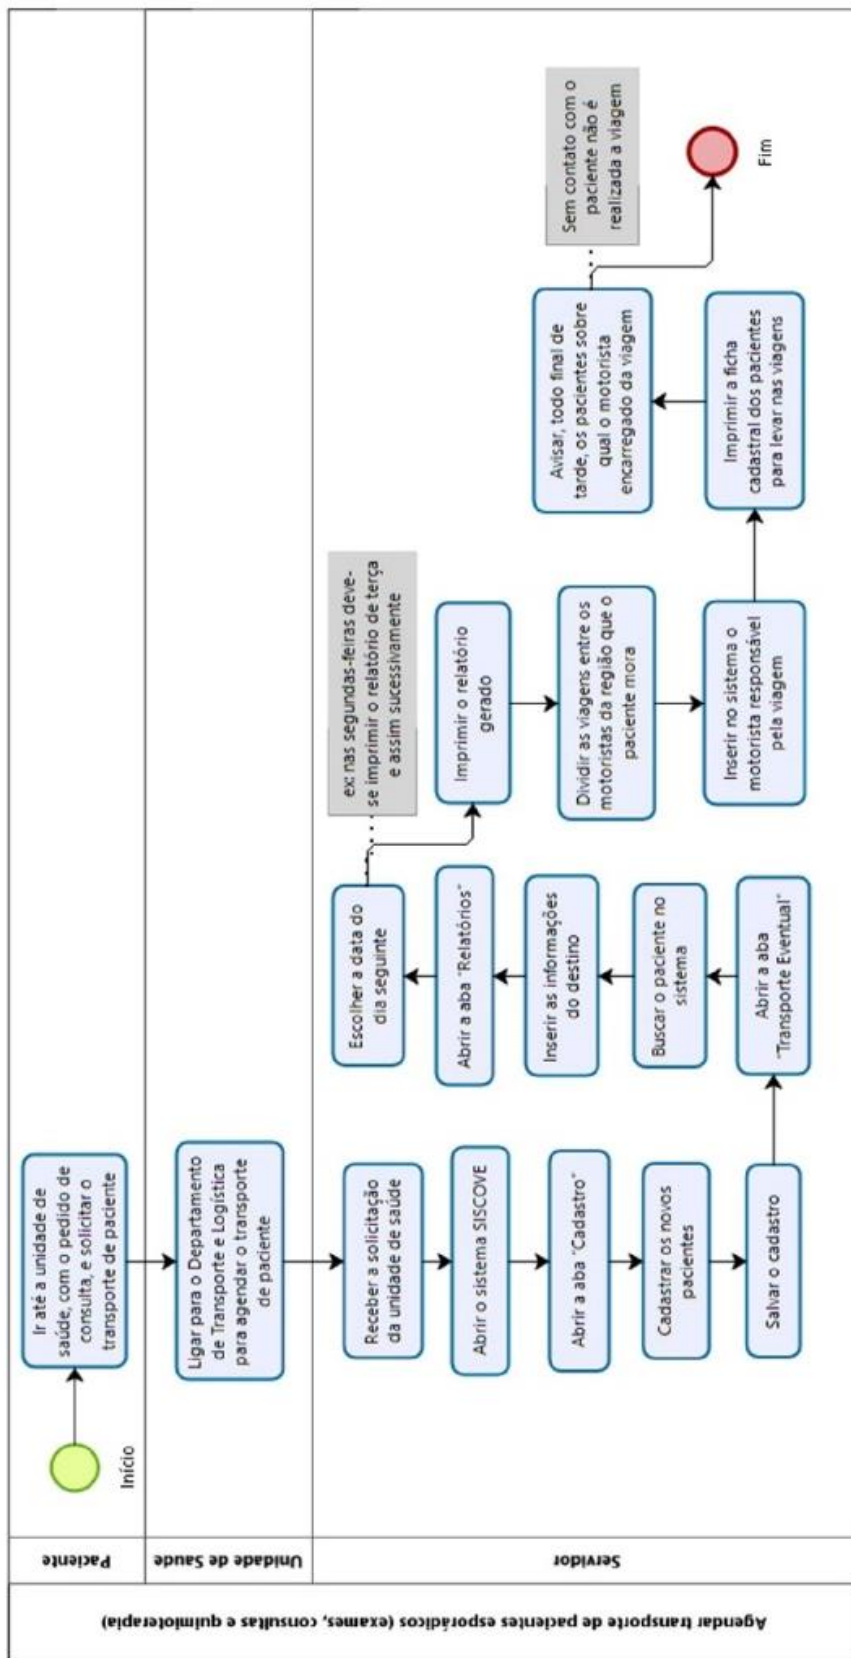 Agendar transporte de pacientes esporádicos (exames, consultas e quimioterapia)
Paciente
Início
Ir até a unidade de
saúde, com o pedido de
consulta, e solicitar o
transporte de paciente
Unidade de Saude
Ligar para o Departamento
de Transporte e Logística
para agendar o transporte
de paciente
Servidor
Receber a solicitação
da unidade de saúde
Abrir o sistema SISCOVE
Abrir a aba "Cadastro"
Cadastrar os novos
pacientes
Salvar o cadastro
Abrir a aba
"Transporte Eventual"
Buscar o paciente no
sistema
Inserir as informações
do destino
Abrir a aba "Relatórios"
Escolher a data do
dia seguinte
ex: nas segundas-feiras deve-
se imprimir o relatório de terça
e assim sucessivamente
Imprimir o relatório
gerado
Dividir as viagens entre os
motoristas da região que o
paciente mora
Inserir no sistema o
motorista responsável
pela viagem
Imprimir a ficha
cadastral dos pacientes
para levar nas viagens
Avisar, todo final de
tarde, os pacientes sobre
qual o motorista
encarregado da viagem
Sem contato com o
paciente não é
realizada a viagem
Fim